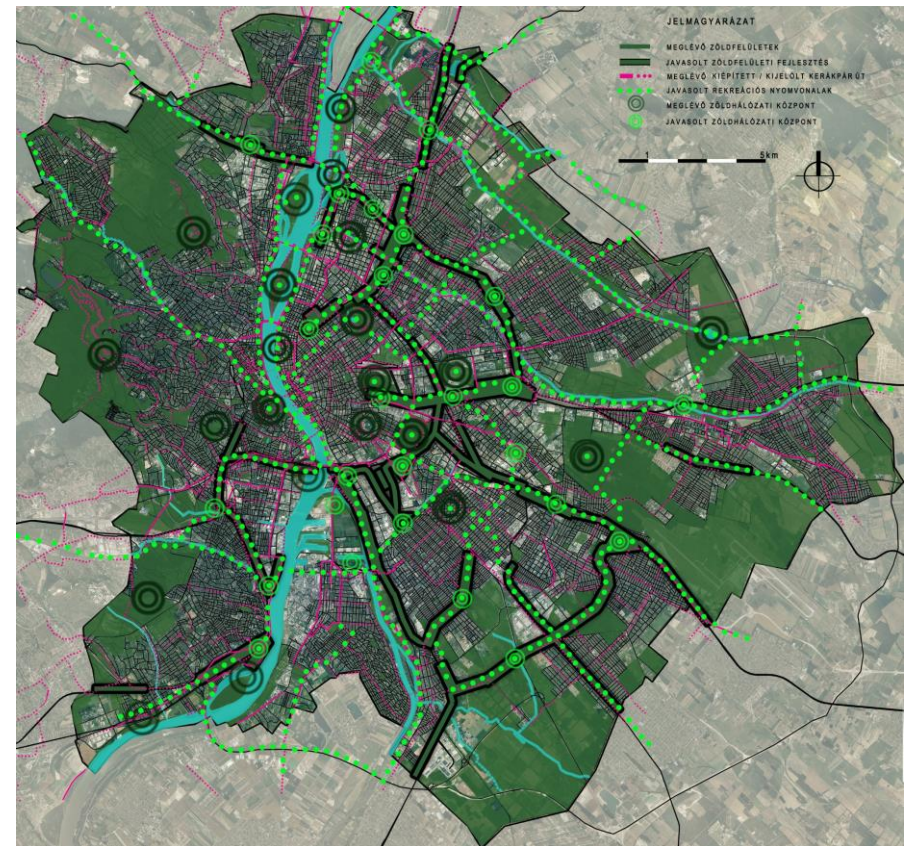 JELMAGYARÁZAT
MEGLÉVŐ ZÖLDFELÜLETEK
JAVASOLT ZÖLDFELÜLETI FEJLESZTÉS
MEGLÉVŐ KIÉPÍTETT / KIJELÖLT KERÉKPÁRÚT
JAVASOLT REKREÁCIÓS NYOMVONALAK
MEGLÉVŐ ZÖLDHÁLÓZATI KÖZPONT
JAVASOLT ZÖLDHÁLÓZATI KÖZPONT
1 5km